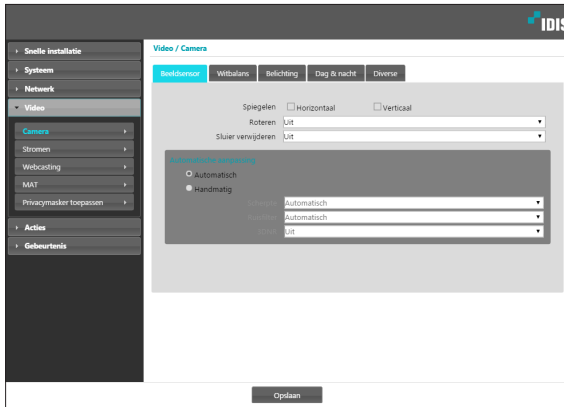 IDIS
Snelle installatie
Systeem
Netwerk
Video
Camera
Stromen
Webcasting
MAT
Privacymasker toepassen
Acties
Gebeurtenis
Video / Camera
Beeldsensor Witbalans Belichting Dag & nacht Diverse
Spiegelen Horizontaal Verticaal
Roteren Uit
Sluier verwijderen Uit
Automatisch
Handmatig
Scherpte Automatisch
Automatisch
Uit
Opslaan